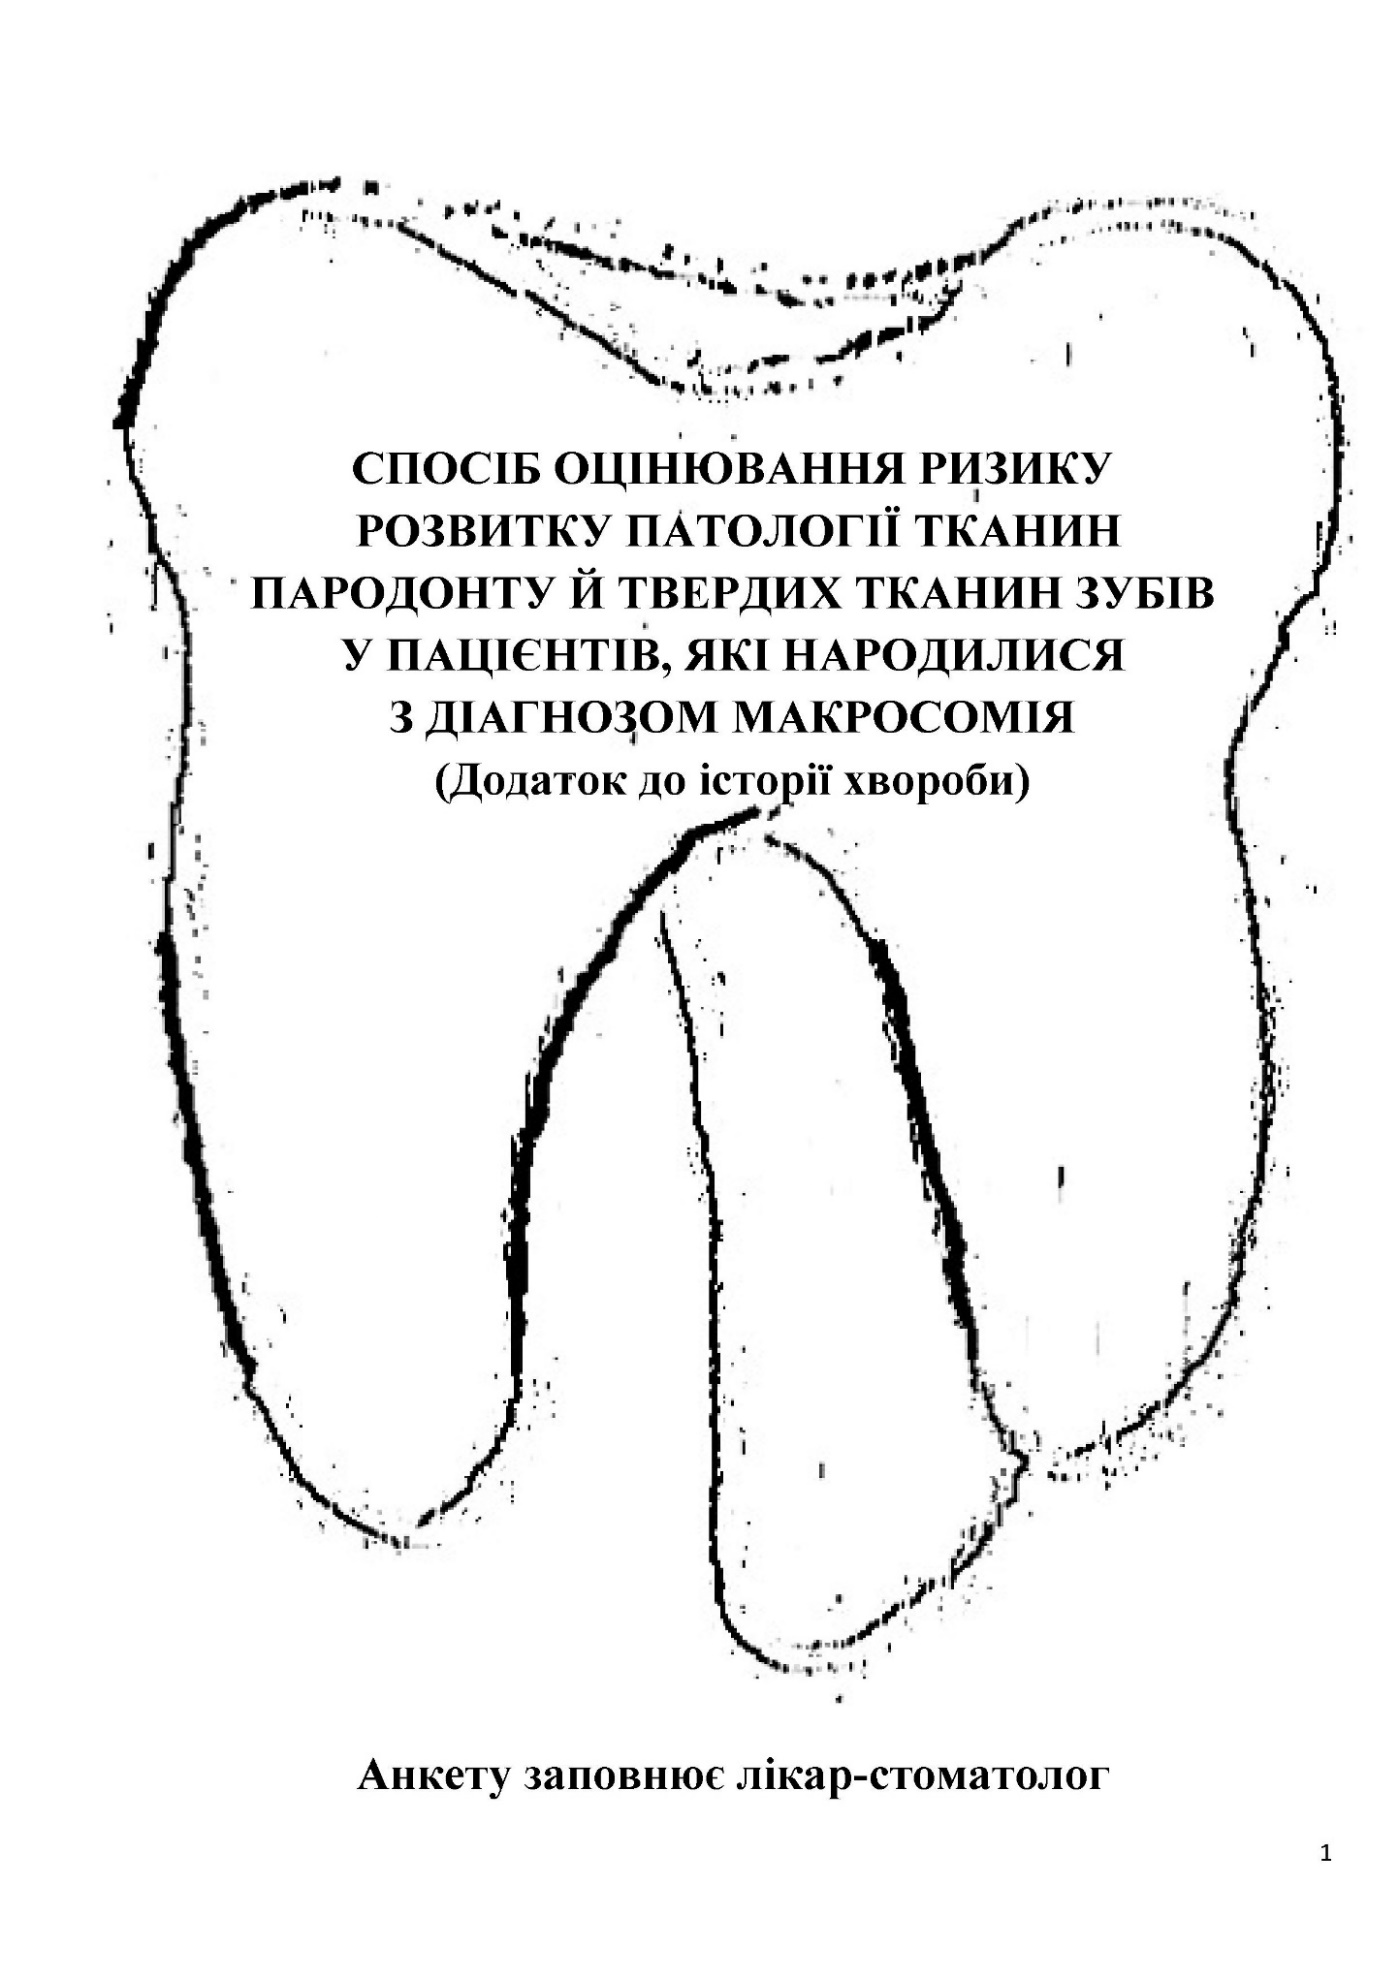 СПОСІБ ОЦІНЮВАННЯ РИЗИКУ
РОЗВИТКУ ПАТОЛОГІЇ ТКАНИН
ПАРОДОНТУ Й ТВЕРДИХ ТКАНИН ЗУБІВ
У ПАЦІЄНТІВ, ЯКІ НАРОДИЛИСЯ
З ДІАГНОЗОМ МАКРОСОМІЯ
(Додаток до історії хвороби)
Анкету заповнює лікар-стоматолог
1